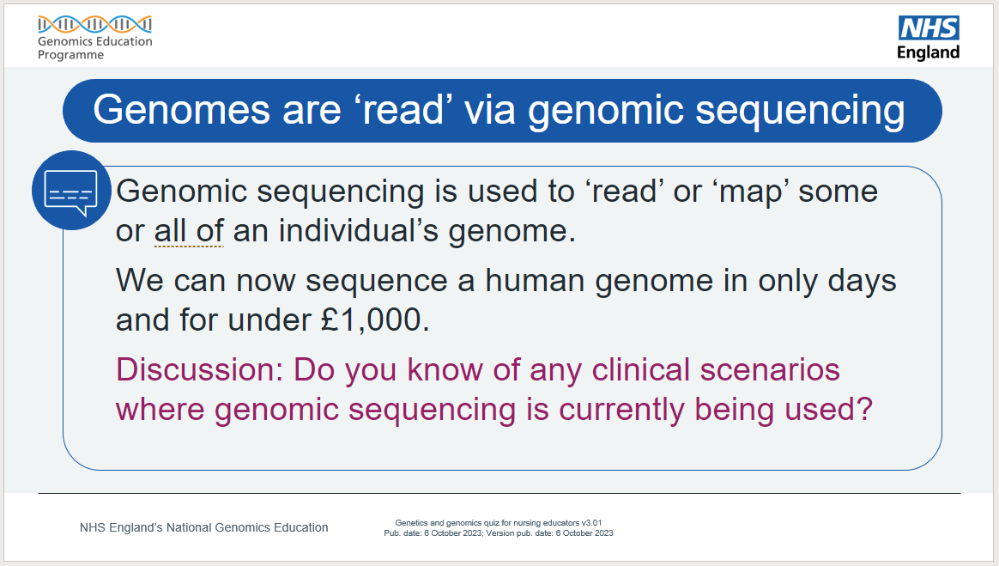 Genomics Education
Programme
NHS
England
Genomes are ‘read’ via genomic sequencing
Genomic sequencing is used to ‘read’ or ‘map’ some
or all of an individual’s genome.
We can now sequence a human genome in only days
and for under £1,000.
Discussion: Do you know of any clinical scenarios
where genomic sequencing is currently being used?
NHS England’s National Genomics Education
Genetics and genomics quiz for nursing educators v3.01
Pub. date: 6 October 2023; Version pub. date: 6 October 2023